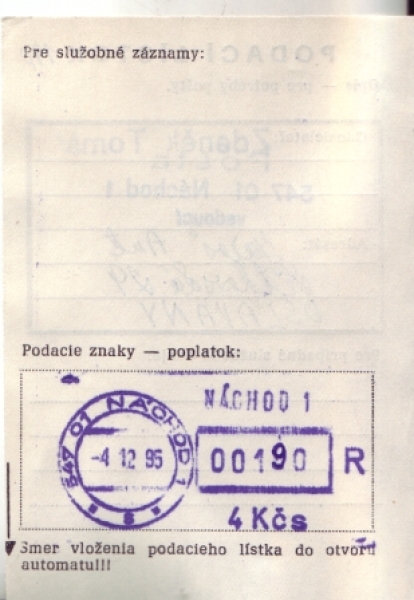 Pre služobné záznamy:
Podacie znaky — poplatok:
NÁCHOD 1
547 01 NÁCHOD 1
-4 12 95
00190 R
4 Kčs
Smer vloženia podacieho lístka do otvoru
automatu!!!